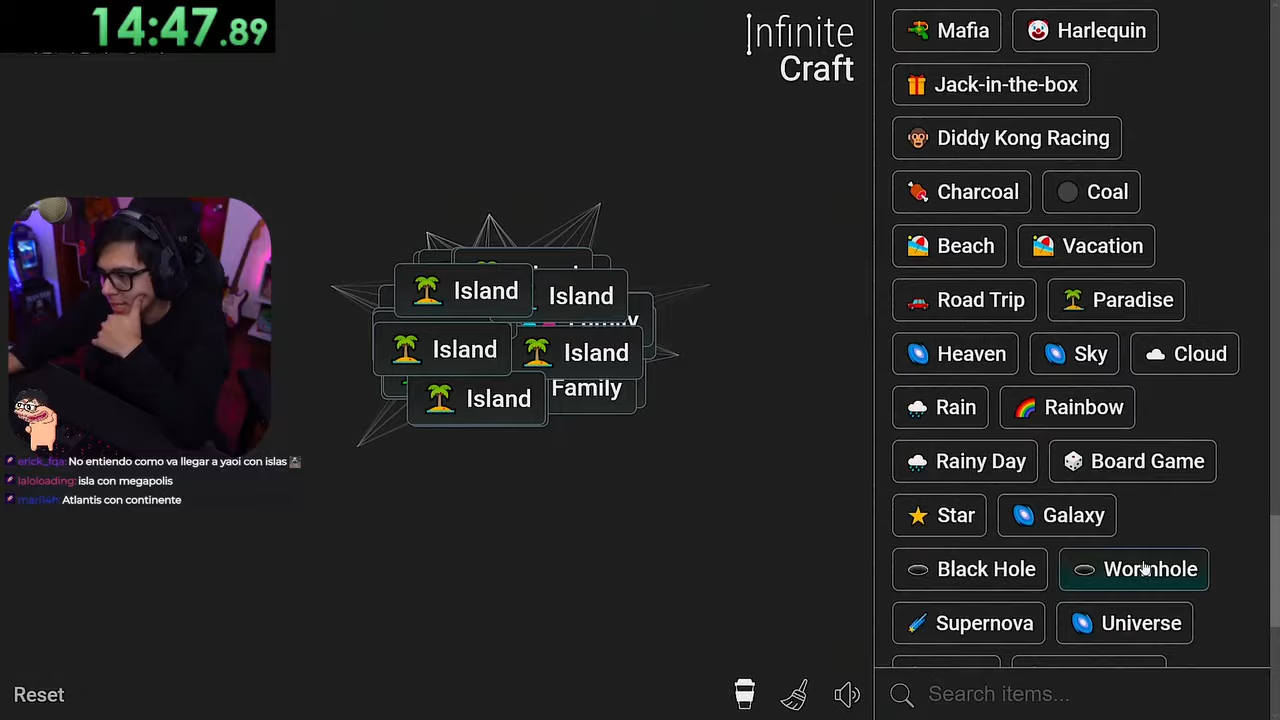 14:47.89
Infinite
Craft
Island
Island
Family
Island
Island
Island
Family
erick_fqa: No entiendo como va llegar a yaoi con islas
laloloading: isla con megapolis
Atlantis con continente
Reset
Mafia
Harlequin
Jack-in-the-box
Diddy Kong Racing
Charcoal
Coal
Beach
Vacation
Road Trip
Paradise
Heaven
Sky
Cloud
Rain
Rainbow
Rainy Day
Board Game
Star
Galaxy
Black Hole
Wormhole
Supernova
Universe
Search items...